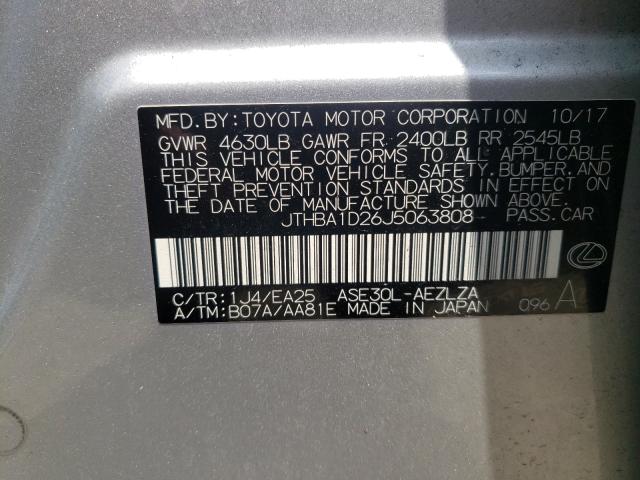 MFD. BY: TOYOTA MOTOR CORPORATION 10/17
GVWR 4630LB GAWR FR 2400LB RR 2545LB
THIS VEHICLE CONFORMS TO ALL APPLICABLE
FEDERAL MOTOR VEHICLE SAFETY, BUMPER, AND
THEFT PREVENTION STANDARDS IN EFFECT ON
THE DATE OF MANUFACTURE SHOWN ABOVE.
JTHBA1D26J5063808 PASS. CAR
C/TR: 1J4/EA25 ASE30L-AEZLZA
A/TM: B07A/AA81E MADE IN JAPAN 096 A